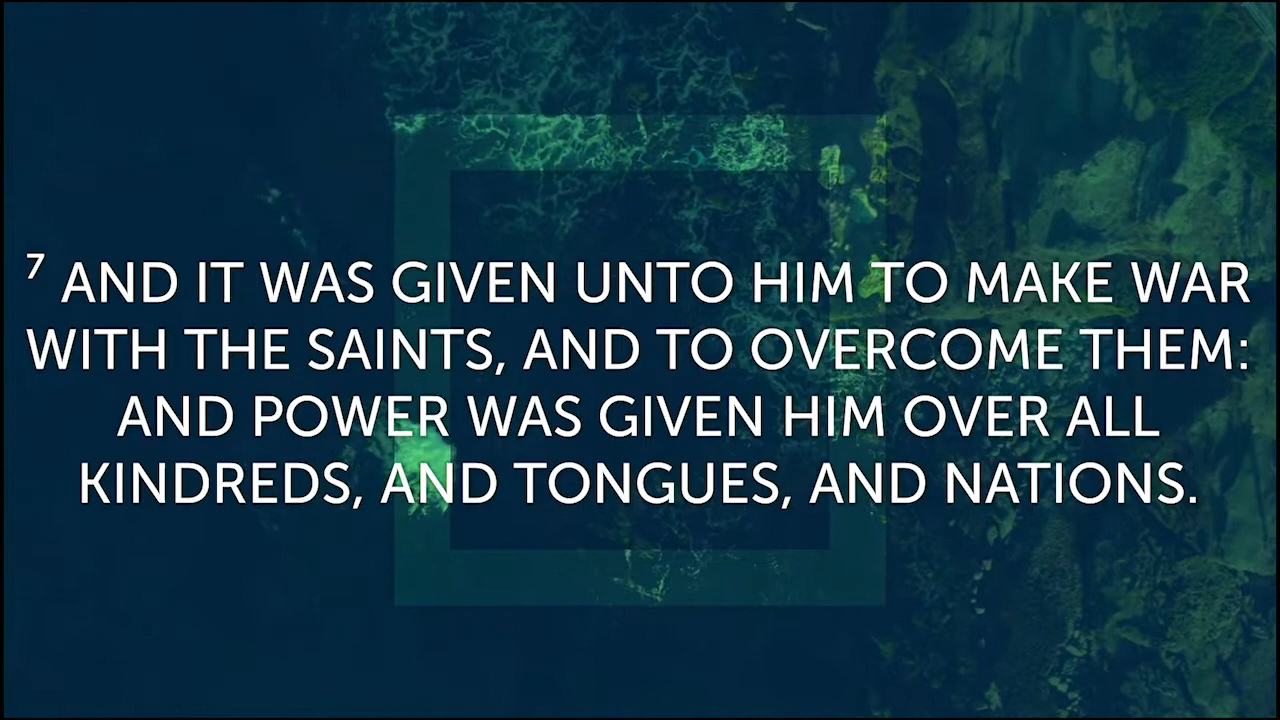 ⁷ AND IT WAS GIVEN UNTO HIM TO MAKE WAR
WITH THE SAINTS, AND TO OVERCOME THEM:
AND POWER WAS GIVEN HIM OVER ALL
KINDREDS, AND TONGUES, AND NATIONS.